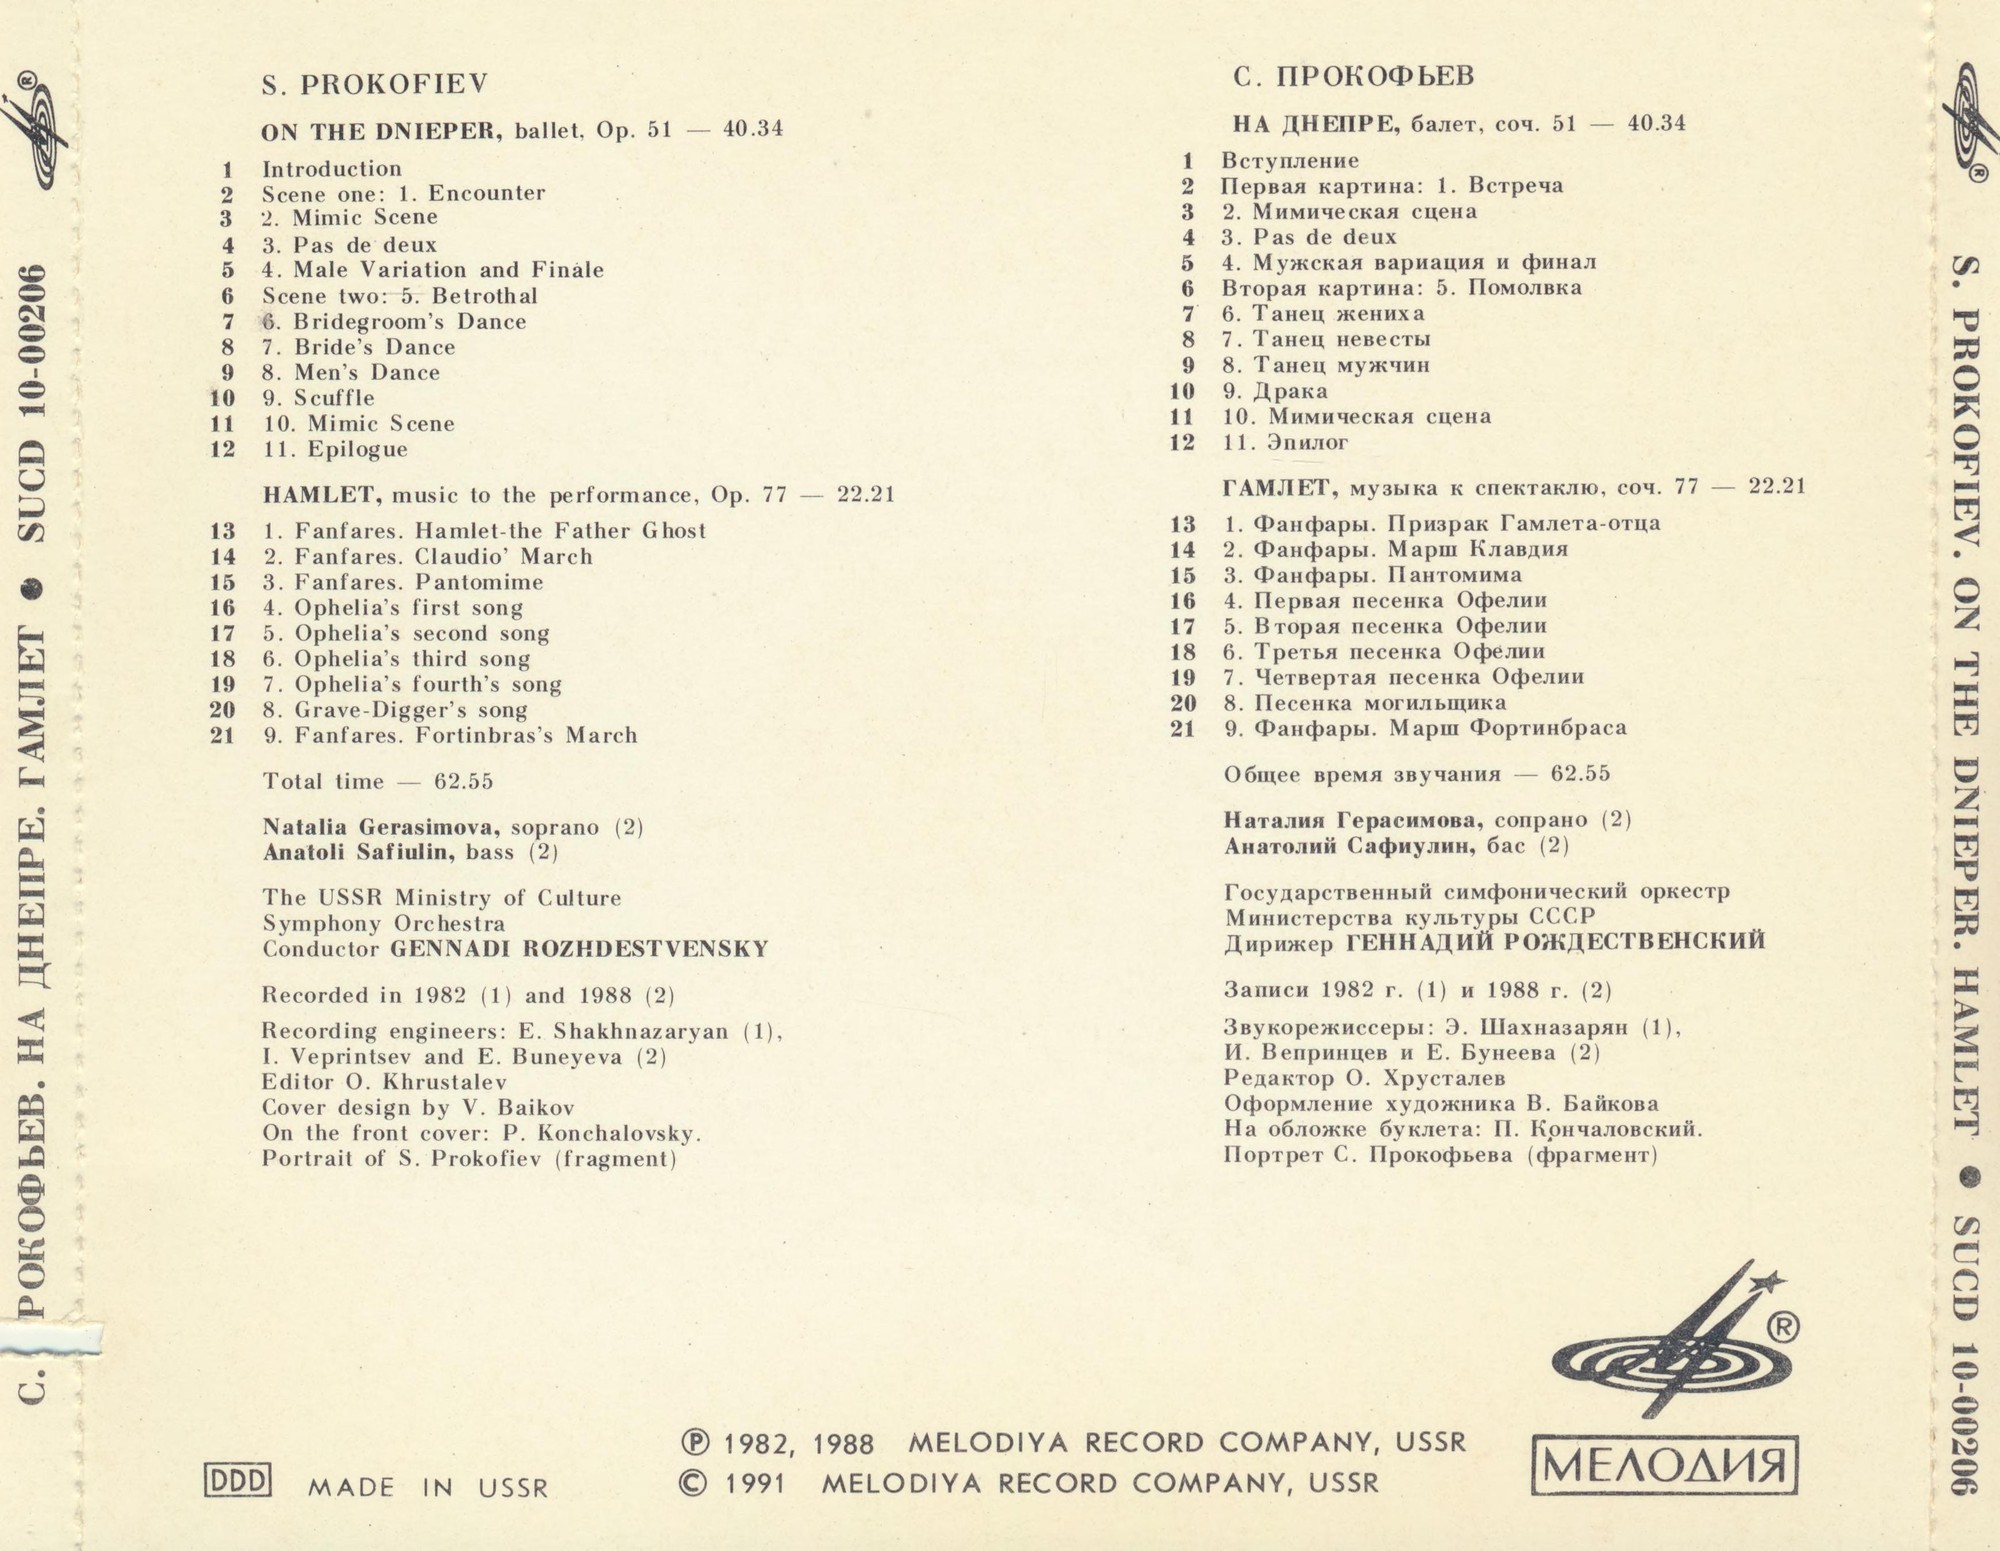 С. РОКОФЬЕВ. НА ДНЕПРЕ. ГАМЛЕТ ● SUCD 10-00206 ®
S. PROKOFIEV
ON THE DNIEPER, ballet, Op. 51 — 40.34
1 Introduction
2 Scene one: 1. Encounter
3 2. Mimic Scene
4 3. Pas de deux
5 4. Male Variation and Finale
6 Scene two: 5. Betrothal
7 6. Bridegroom's Dance
8 7. Bride's Dance
9 8. Men's Dance
10 9. Scuffle
11 10. Mimic Scene
12 11. Epilogue
HAMLET, music to the performance, Op. 77 — 22.21
13 1. Fanfares. Hamlet-the Father Ghost
14 2. Fanfares. Claudio' March
15 3. Fanfares. Pantomime
16 4. Ophelia's first song
17 5. Ophelia's second song
18 6. Ophelia's third song
19 7. Ophelia's fourth's song
20 8. Grave-Digger's song
21 9. Fanfares. Fortinbras's March
Total time — 62.55
Natalia Gerasimova, soprano (2)
Anatoli Safiulin, bass (2)
The USSR Ministry of Culture
Symphony Orchestra
Conductor GENNADI ROZHDESTVENSKY
Recorded in 1982 (1) and 1988 (2)
Recording engineers: E. Shakhnazaryan (1),
I. Veprintsev and E. Buneyeva (2)
Editor O. Khrustalev
Cover design by V. Baikov
On the front cover: P. Konchalovsky.
Portrait of S. Prokofiev (fragment)
С. ПРОКОФЬЕВ
НА ДНЕПРЕ, балет, соч. 51 — 40.34
1 Вступление
2 Первая картина: 1. Встреча
3 2. Мимическая сцена
4 3. Pas de deux
5 4. Мужская вариация и финал
6 Вторая картина: 5. Помолвка
7 6. Танец жениха
8 7. Танец невесты
9 8. Танец мужчин
10 9. Драка
11 10. Мимическая сцена
12 11. Эпилог
ГАМЛЕТ, музыка к спектаклю, соч. 77 — 22.21
13 1. Фанфары. Призрак Гамлета-отца
14 2. Фанфары. Марш Клавдия
15 3. Фанфары. Пантомима
16 4. Первая песенка Офелии
17 5. Вторая песенка Офелии
18 6. Третья песенка Офелии
19 7. Четвертая песенка Офелии
20 8. Песенка могильщика
21 9. Фанфары. Марш Фортинбраса
Общее время звучания — 62.55
Наталия Герасимова, сопрано (2)
Анатолий Сафиулин, бас (2)
Государственный симфонический оркестр
Министерства культуры СССР
Дирижер ГЕННАДИЙ РОЖДЕСТВЕНСКИЙ
Записи 1982 г. (1) и 1988 г. (2)
Звукорежиссеры: Э. Шахназарян (1),
И. Вепринцев и Е. Бунеева (2)
Редактор О. Хрусталев
Оформление художника В. Байкова
На обложке буклета: П. Кончаловский.
Портрет С. Прокофьева (фрагмент)
®
МЕЛОДИЯ
DDD MADE IN USSR
Ⓟ 1982, 1988 MELODIYA RECORD COMPANY, USSR
© 1991 MELODIYA RECORD COMPANY, USSR
® S. PROKOFIEV. ON THE DNIEPER. HAMLET ● SUCD 10-00206